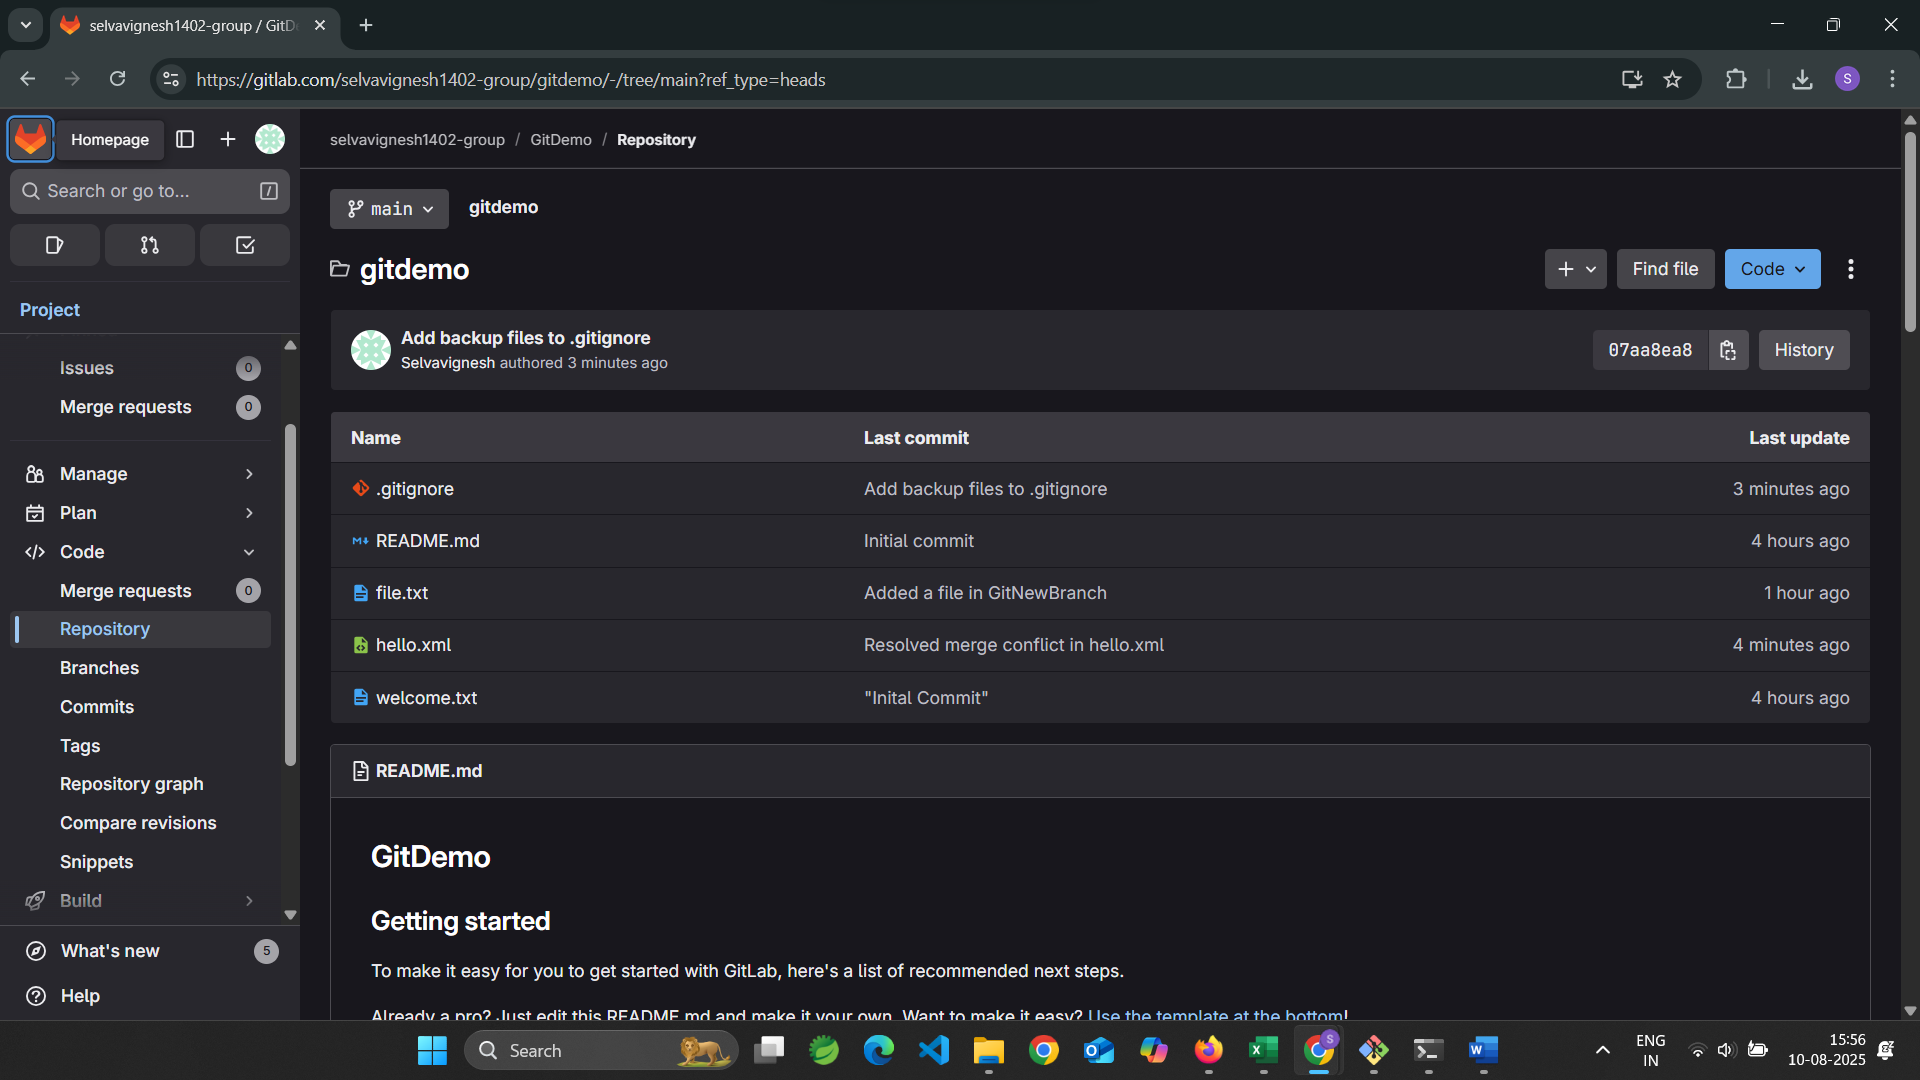 selvavignesh1402-group / GitD
https://gitlab.com/selvavignesh1402-group/gitdemo/-/tree/main?ref_type=heads
S
Homepage
selvavignesh1402-group / GitDemo / Repository
Search or go to...
/
main
gitdemo
gitdemo
Find file
Code
Project
Add backup files to .gitignore
Selvavignesh authored 3 minutes ago
07aa8ea8
History
Issues 0
Merge requests 0
Manage
Plan
Code
Merge requests 0
Repository
Branches
Commits
Tags
Repository graph
Compare revisions
Snippets
Build
What's new 5
Help
Name Last commit Last update
.gitignore Add backup files to .gitignore 3 minutes ago
README.md Initial commit 4 hours ago
file.txt Added a file in GitNewBranch 1 hour ago
hello.xml Resolved merge conflict in hello.xml 4 minutes ago
welcome.txt "Inital Commit" 4 hours ago
README.md
GitDemo
Getting started
To make it easy for you to get started with GitLab, here's a list of recommended next steps.
Already a pro? Just edit this README.md and make it your own. Want to make it easy? Use the template at the bottom!
Search
ENG
IN
15:56
10-08-2025